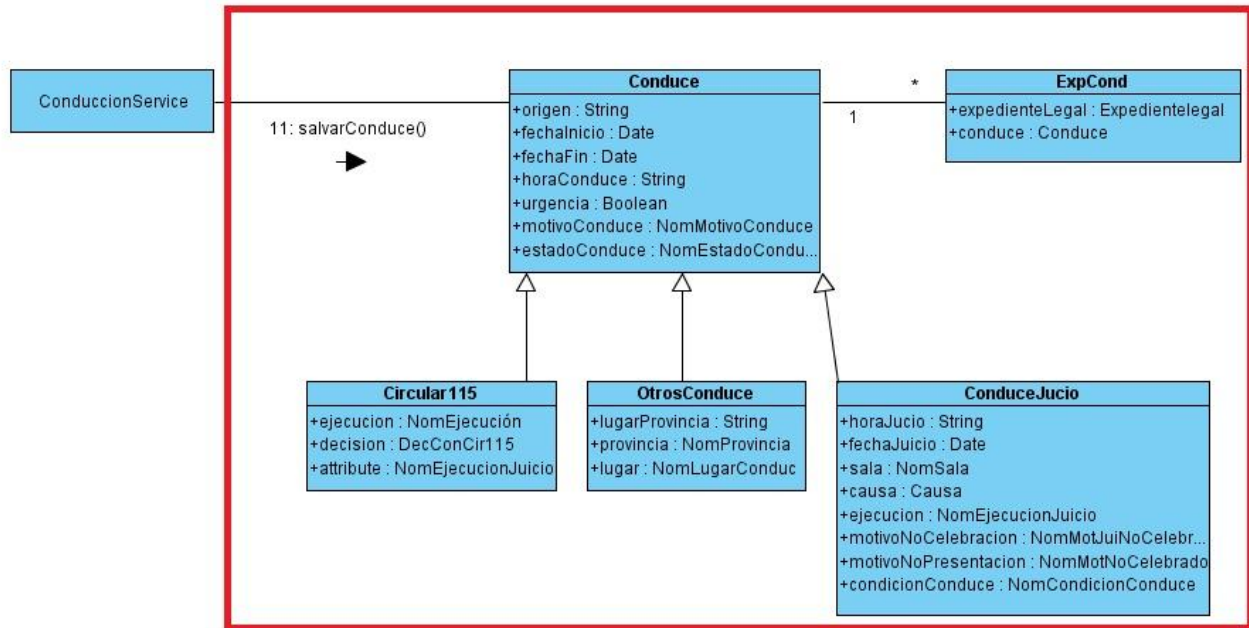 ConduccionService
11: salvarConduce()
Conduce
+origen : String
+fechaInicio : Date
+fechaFin : Date
+horaConduce : String
+urgencia : Boolean
+motivoConduce : NomMotivoConduce
+estadoConduce : NomEstadoCondu...
1
*
ExpCond
+expedienteLegal : Expedientelegal
+conduce : Conduce
Circular115
+ejecucion : NomEjecución
+decision : DecConCir115
+attribute : NomEjecucionJuicio
OtrosConduce
+lugarProvincia : String
+provincia : NomProvincia
+lugar : NomLugarConduc
ConduceJucio
+horaJucio : String
+fechaJuicio : Date
+sala : NomSala
+causa : Causa
+ejecucion : NomEjecucionJuicio
+motivoNoCelebracion : NomMotJuiNoCelebr...
+motivoNoPresentacion : NomMotNoCelebrado
+condicionConduce : NomCondicionConduce